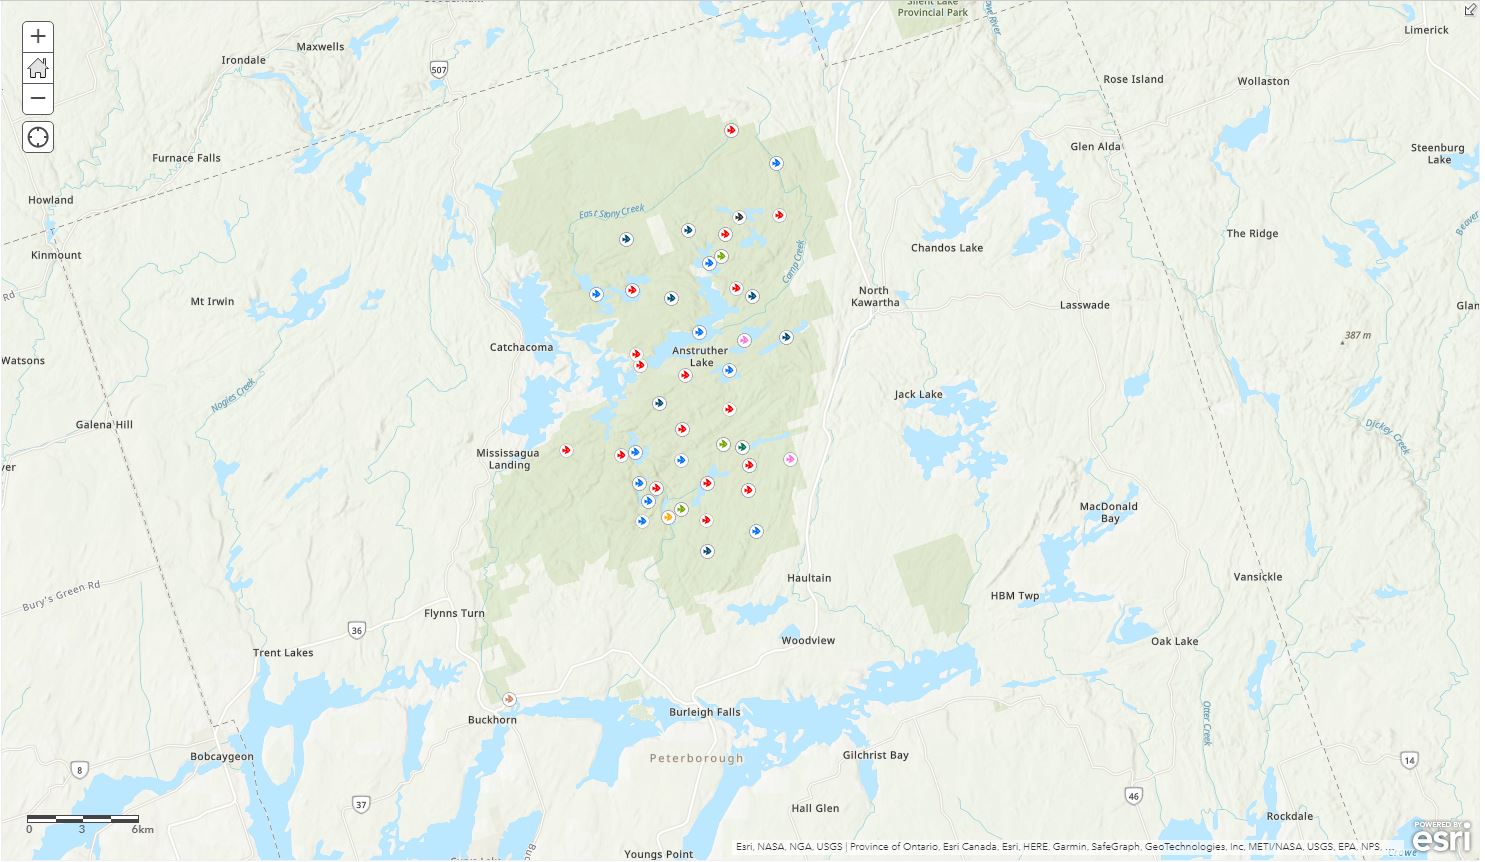 Silent Lake
Provincial Park
Limerick
Maxwells
Irondale
507
Rose Island
Wollaston
Glen Alda
Furnace Falls
Steenburg
Lake
Howland
East Stony Creek
Beaver
The Ridge
Chandos Lake
Kinmount
Camp Creek
Rd
Mt Irwin
North
Kawartha
Lasswade
Glan
387 m
Catchacoma
Anstruther
Lake
Watsons
Nogies Creek
Jack Lake
Galena Hill
Dickey Creek
Mississagua
Landing
ver
MacDonald
Bay
Haultain
Vansickle
Bury's Green Rd
HBM Twp
Flynns Turn
36
Woodview
Oak Lake
Trent Lakes
Buckhorn
Burleigh Falls
Otter Creek
Bobcaygeon
Peterborough
Gilchrist Bay
8
14
37
46
Hall Glen
Rockdale
0 3 6km
Youngs Point
POWERED BY
esri
Esri, NASA, NGA, USGS | Province of Ontario, Esri Canada, Esri, HERE, Garmin, SafeGraph, GeoTechnologies, Inc, METI/NASA, USGS, EPA, NPS, ...